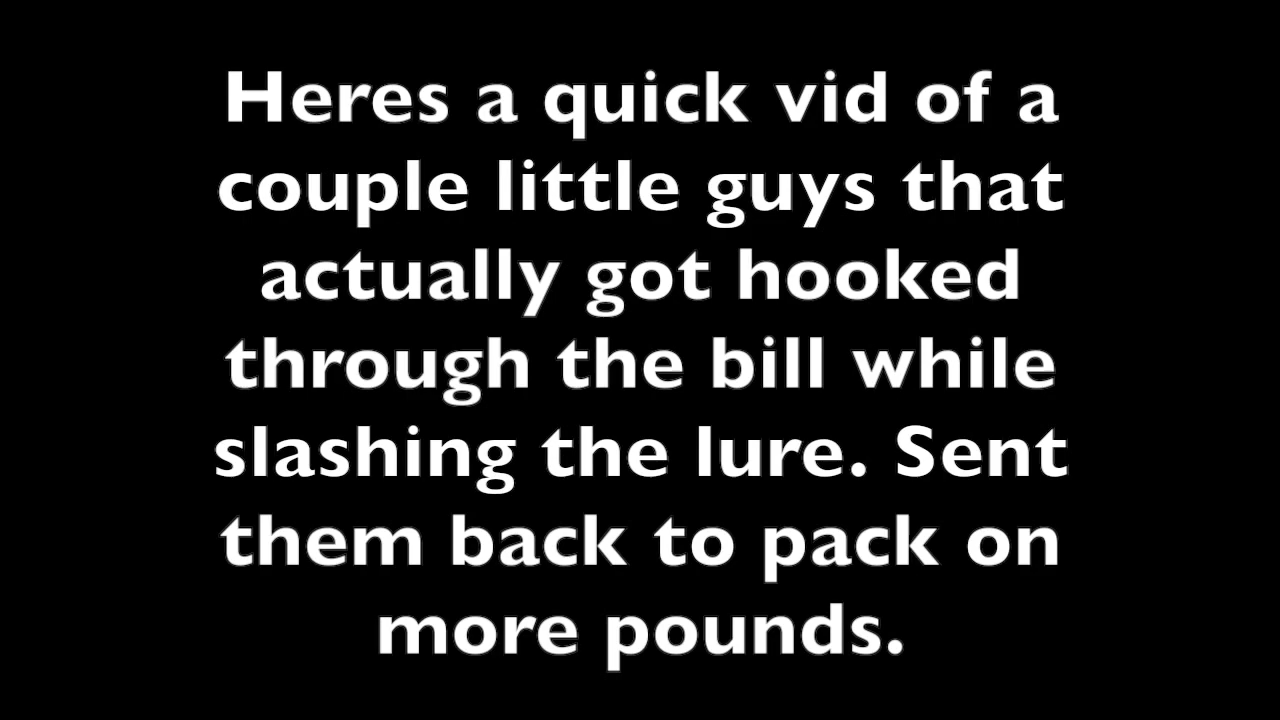 Heres a quick vid of a
couple little guys that
actually got hooked
through the bill while
slashing the lure. Sent
them back to pack on
more pounds.